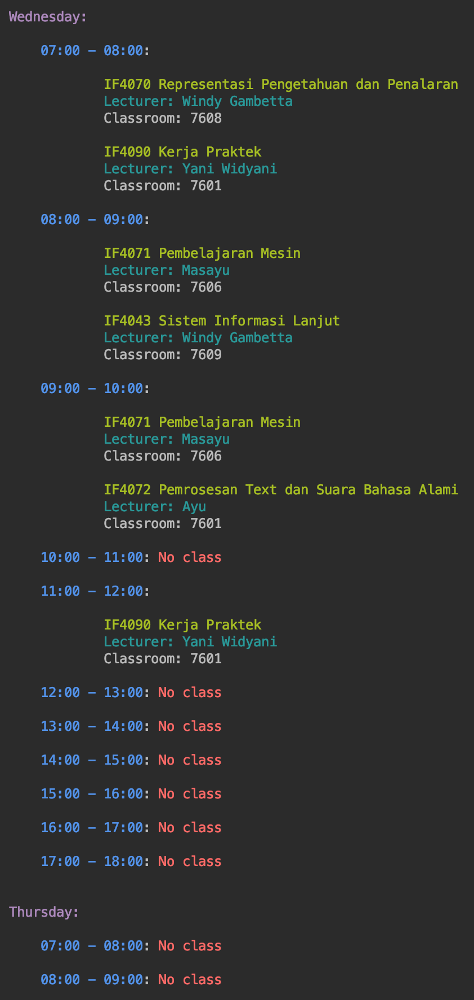 Wednesday:
07:00 - 08:00:
IF4070 Representasi Pengetahuan dan Penalaran
Lecturer: Windy Gambetta
Classroom: 7608
IF4090 Kerja Praktek
Lecturer: Yani Widyani
Classroom: 7601
08:00 - 09:00:
IF4071 Pembelajaran Mesin
Lecturer: Masayu
Classroom: 7606
IF4043 Sistem Informasi Lanjut
Lecturer: Windy Gambetta
Classroom: 7609
09:00 - 10:00:
IF4071 Pembelajaran Mesin
Lecturer: Masayu
Classroom: 7606
IF4072 Pemrosesan Text dan Suara Bahasa Alami
Lecturer: Ayu
Classroom: 7601
10:00 - 11:00: No class
11:00 - 12:00:
IF4090 Kerja Praktek
Lecturer: Yani Widyani
Classroom: 7601
12:00 - 13:00: No class
13:00 - 14:00: No class
14:00 - 15:00: No class
15:00 - 16:00: No class
16:00 - 17:00: No class
17:00 - 18:00: No class
Thursday:
07:00 - 08:00: No class
08:00 - 09:00: No class